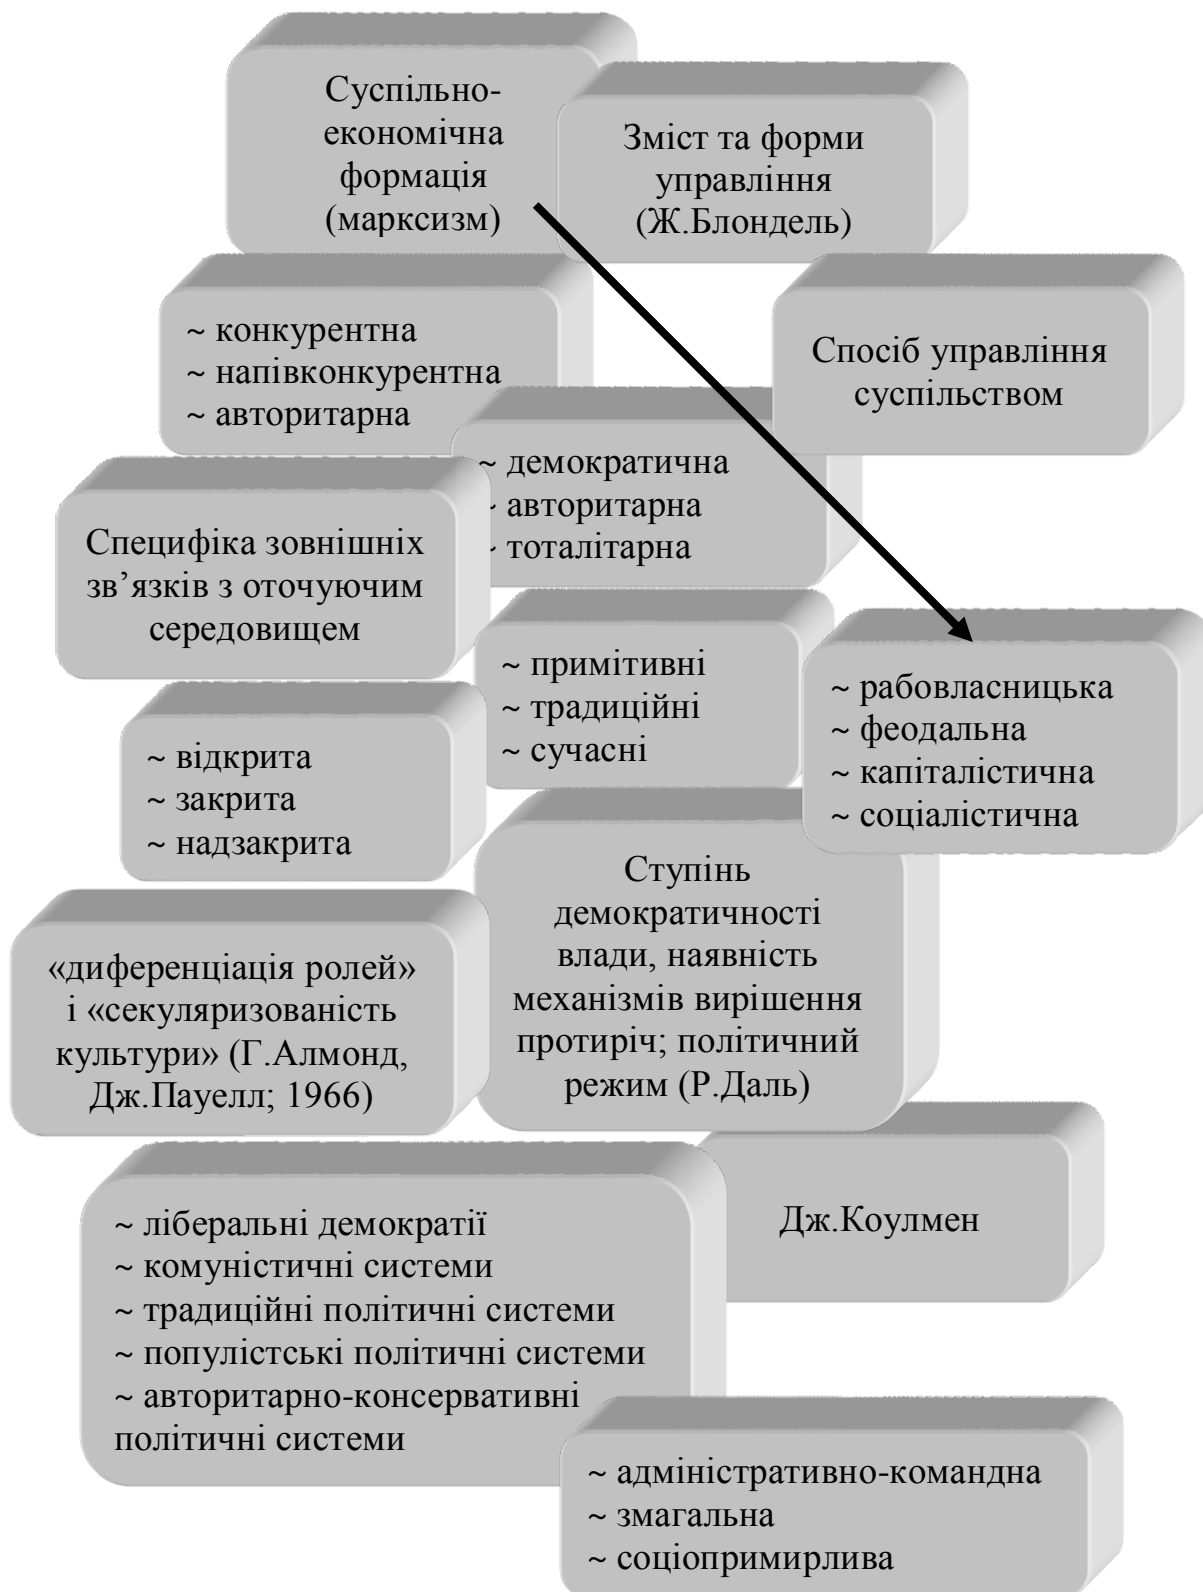 Суспільно-
економічна
формація
(марксизм)
Зміст та форми
управління
(Ж.Блондель)
~ конкурентна
~ напівконкурентна
~ авторитарна
Спосіб управління
суспільством
~ демократична
~ авторитарна
~ тоталітарна
Специфіка зовнішніх
зв’язків з оточуючим
середовищем
~ примітивні
~ традиційні
~ сучасні
~ рабовласницька
~ феодальна
~ капіталістична
~ соціалістична
~ відкрита
~ закрита
~ надзакрита
Ступінь
демократичності
влади, наявність
механізмів вирішення
протиріч; політичний
режим (Р.Даль)
«диференціація ролей»
і «секуляризованість
культури» (Г.Алмонд,
Дж.Пауелл; 1966)
Дж.Коулмен
~ ліберальні демократії
~ комуністичні системи
~ традиційні політичні системи
~ популістські політичні системи
~ авторитарно-консервативні
політичні системи
~ адміністративно-командна
~ змагальна
~ соціопримирлива